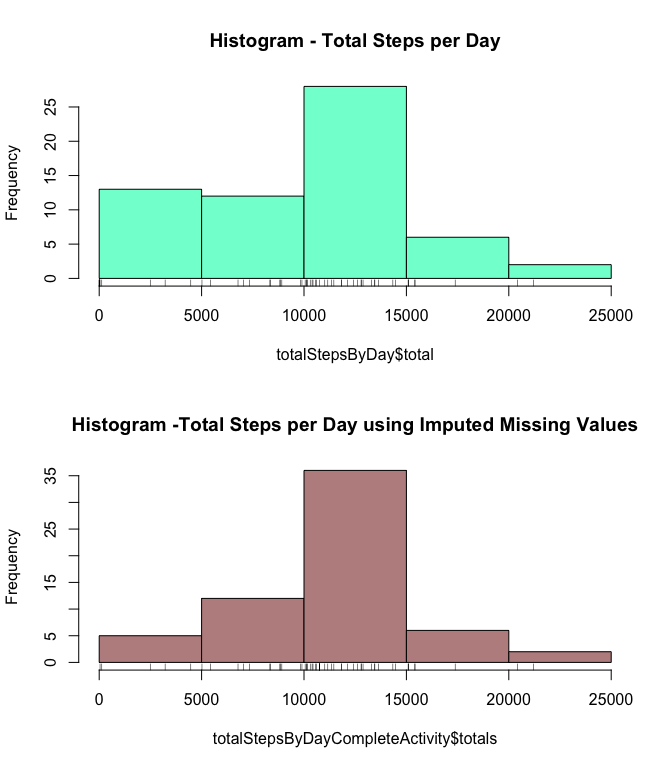 Histogram - Total Steps per Day
Frequency
25
20
15
10
5
0
0 5000 10000 15000 20000 25000
totalStepsByDay$total
Histogram -Total Steps per Day using Imputed Missing Values
Frequency
35
25
15
5
0
0 5000 10000 15000 20000 25000
totalStepsByDayCompleteActivity$totals